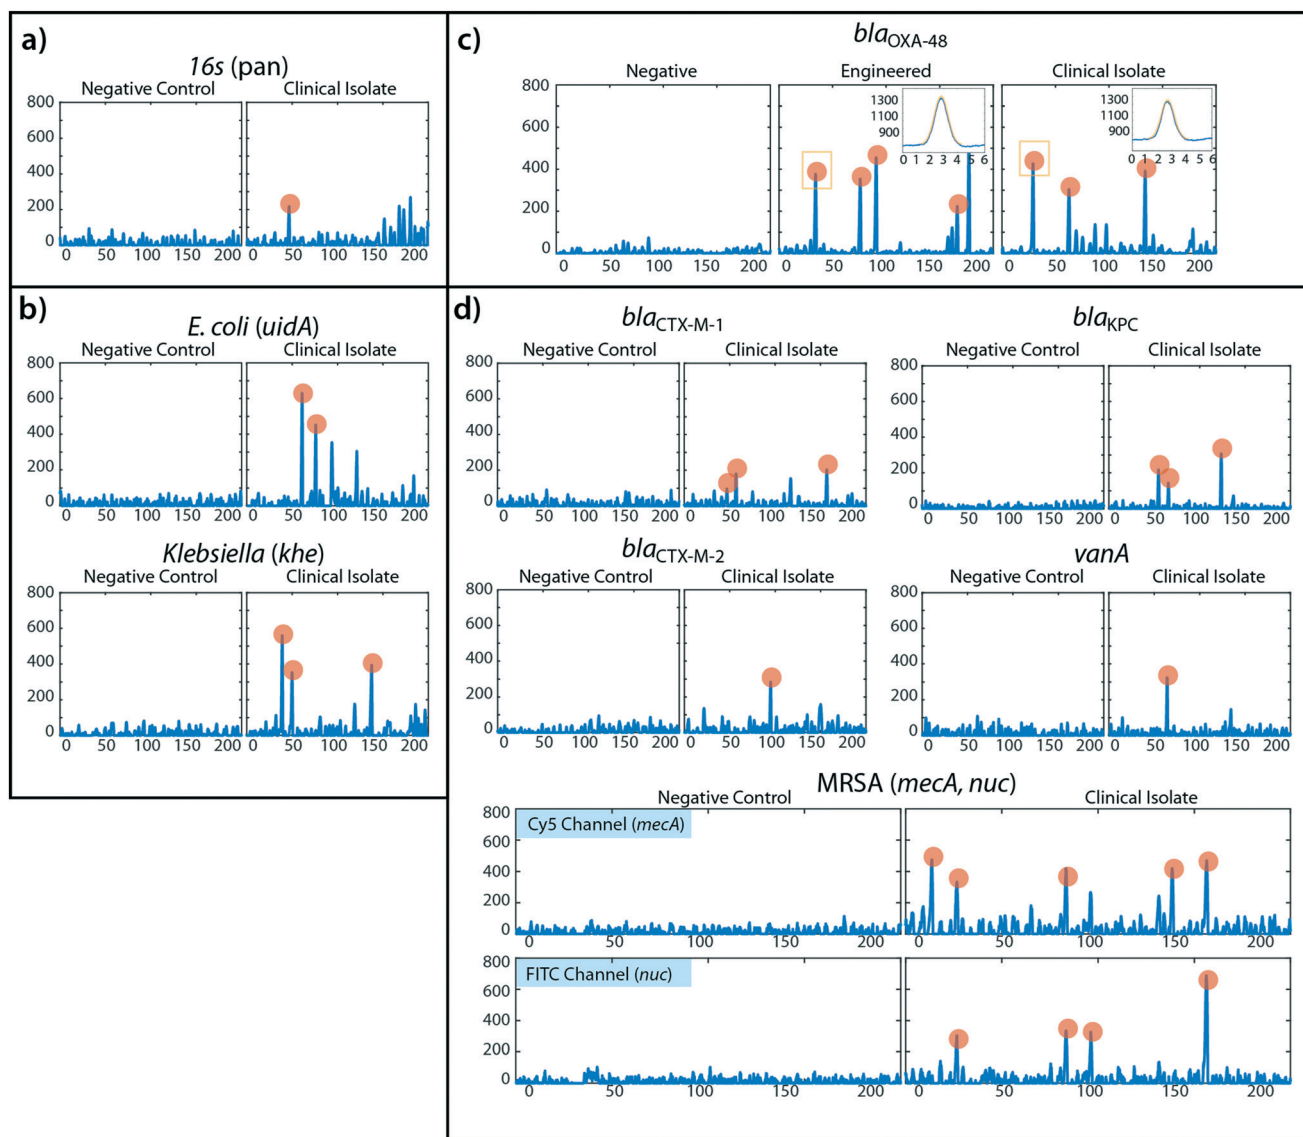 a)
16s (pan)
Negative Control Clinical Isolate
800
600
400
200
0
0 50 100 150 200 0 50 100 150 200
b)
E. coli (uidA)
Negative Control Clinical Isolate
800
600
400
200
0
0 50 100 150 200 0 50 100 150 200
Klebsiella (khe)
Negative Control Clinical Isolate
800
600
400
200
0
0 50 100 150 200 0 50 100 150 200
c)
blaOXA-48
Negative Engineered Clinical Isolate
800
600
400
200
0
1300
1100
900
0 1 2 3 4 5 6
1300
1100
900
0 1 2 3 4 5 6
0 50 100 150 200 0 50 100 150 200 0 50 100 150 200
d)
blaCTX-M-1
Negative Control Clinical Isolate
800
600
400
200
0
0 50 100 150 200 0 50 100 150 200
blaKPC
Negative Control Clinical Isolate
800
600
400
200
0
0 50 100 150 200 0 50 100 150 200
blaCTX-M-2
Negative Control Clinical Isolate
800
600
400
200
0
0 50 100 150 200 0 50 100 150 200
vanA
Negative Control Clinical Isolate
800
600
400
200
0
0 50 100 150 200 0 50 100 150 200
MRSA (mecA, nuc)
Negative Control Clinical Isolate
Cy5 Channel (mecA)
800
600
400
200
0
0 50 100 150 200 0 50 100 150 200
FITC Channel (nuc)
800
600
400
200
0
0 50 100 150 200 0 50 100 150 200